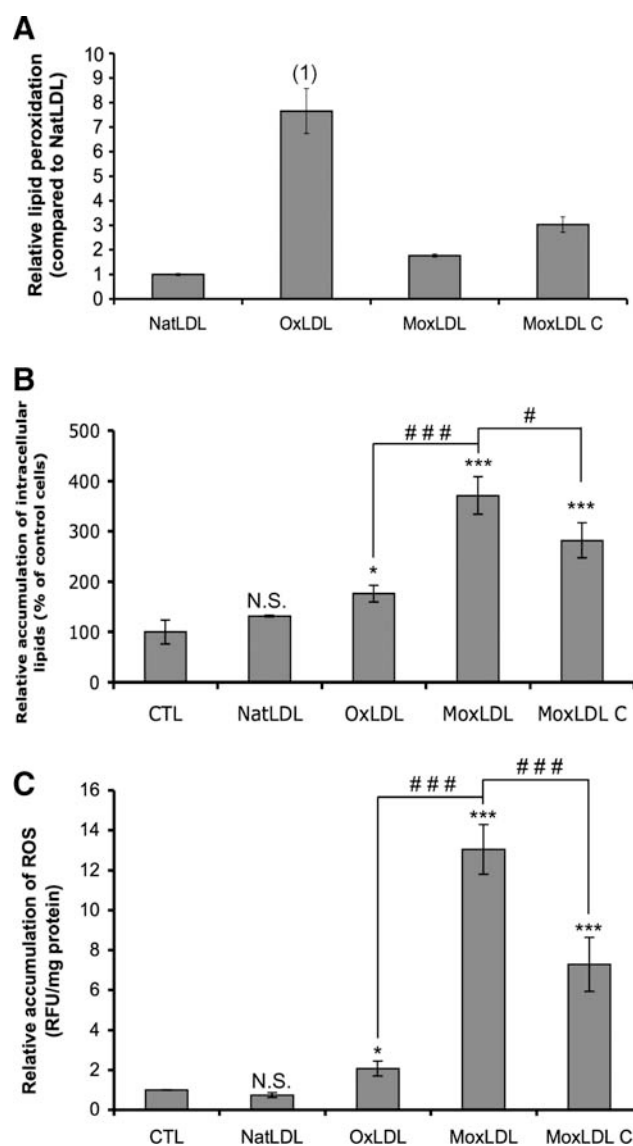 A
Relative lipid peroxidation
(compared to NatLDL)
10
9
8
7
6
5
4
3
2
1
0
(1)
NatLDL OxLDL MoxLDL MoxLDL C
B
Relative accumulation of intracellular
lipids (% of control cells)
500
400
300
200
100
0
# # # #
N.S. * *** ***
CTL NatLDL OxLDL MoxLDL MoxLDL C
C
Relative accumulation of ROS
(RFU/mg protein)
16
14
12
10
8
6
4
2
0
# # # # # #
N.S. * *** ***
CTL NatLDL OxLDL MoxLDL MoxLDL C